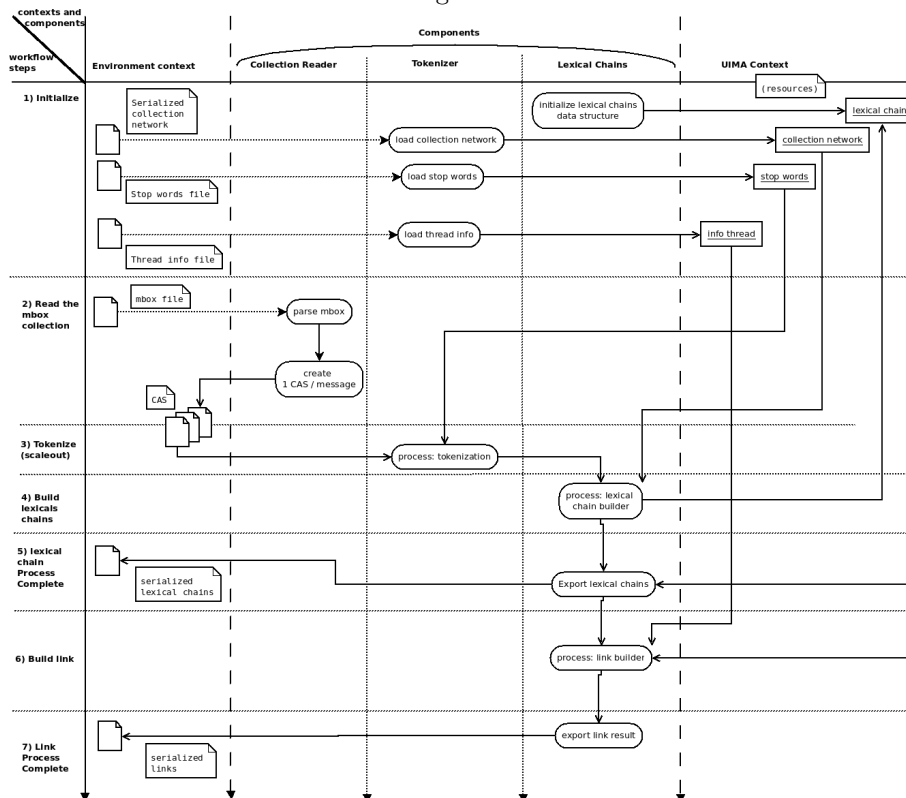 contexts and
components
Components
workflow
steps
Environment context
Collection Reader
Tokenizer
Lexical Chains
UIMA Context
(resources)
1) Initialize
Serialized
collection
network
initialize lexical chains
data structure
lexical chain
load collection network
collection network
load stop words
stop words
Stop words file
load thread info
info thread
Thread info file
2) Read the
mbox
collection
mbox file
parse mbox
create
1 CAS / message
CAS
3) Tokenize
(scaleout)
process: tokenization
4) Build
lexicals
chains
process: lexical
chain builder
5) lexical
chain
Process
Complete
serialized
lexical chains
Export lexical chains
6) Build link
process: link builder
7) Link
Process
Complete
serialized
links
export link result